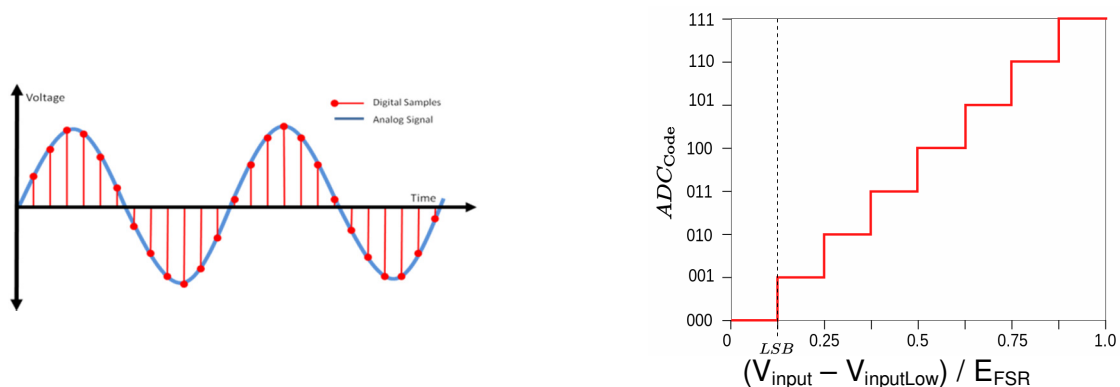 Voltage
Digital Samples
Analog Signal
Time
111
110
101
100
011
010
001
000
ADC_Code
0
LSB
0.25
0.5
0.75
1.0
(V_input – V_inputLow) / E_FSR